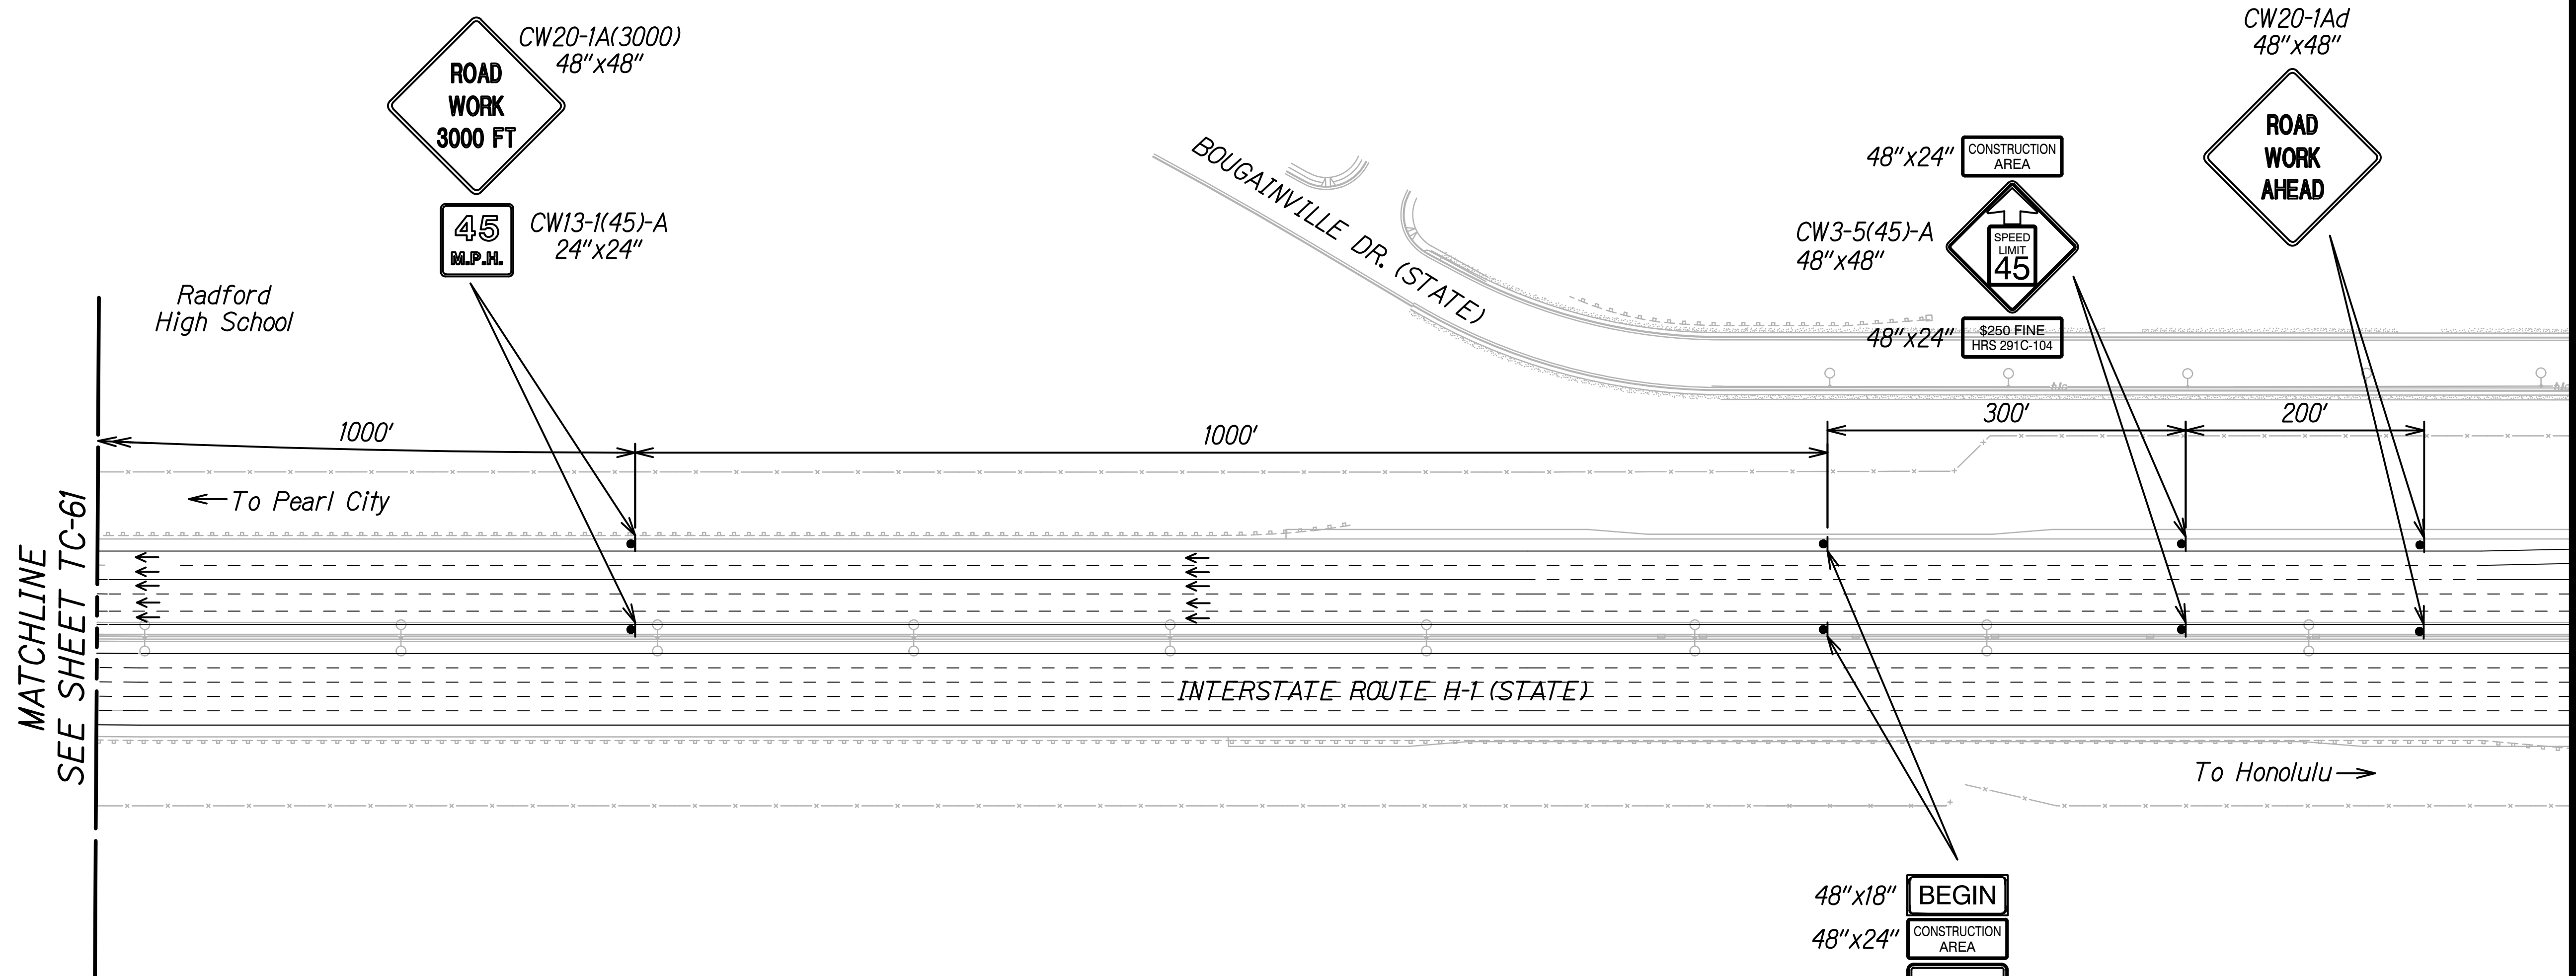 CW20-1A(3000)
48"x48"
ROAD
WORK
3000 FT
45
M.P.H.
CW13-1(45)-A
24"x24"
Radford
High School
BOUGAINVILLE DR. (STATE)
48"x24"
CONSTRUCTION
AREA
CW3-5(45)-A
48"x48"
SPEED
LIMIT
45
48"x24"
$250 FINE
HRS 291C-104
CW20-1Ad
48"x48"
ROAD
WORK
AHEAD
1000'
1000'
300'
200'
To Pearl City
MATCHLINE
SEE SHEET TC-61
INTERSTATE ROUTE H-1 (STATE)
To Honolulu
48"x18"
BEGIN
48"x24"
CONSTRUCTION
AREA